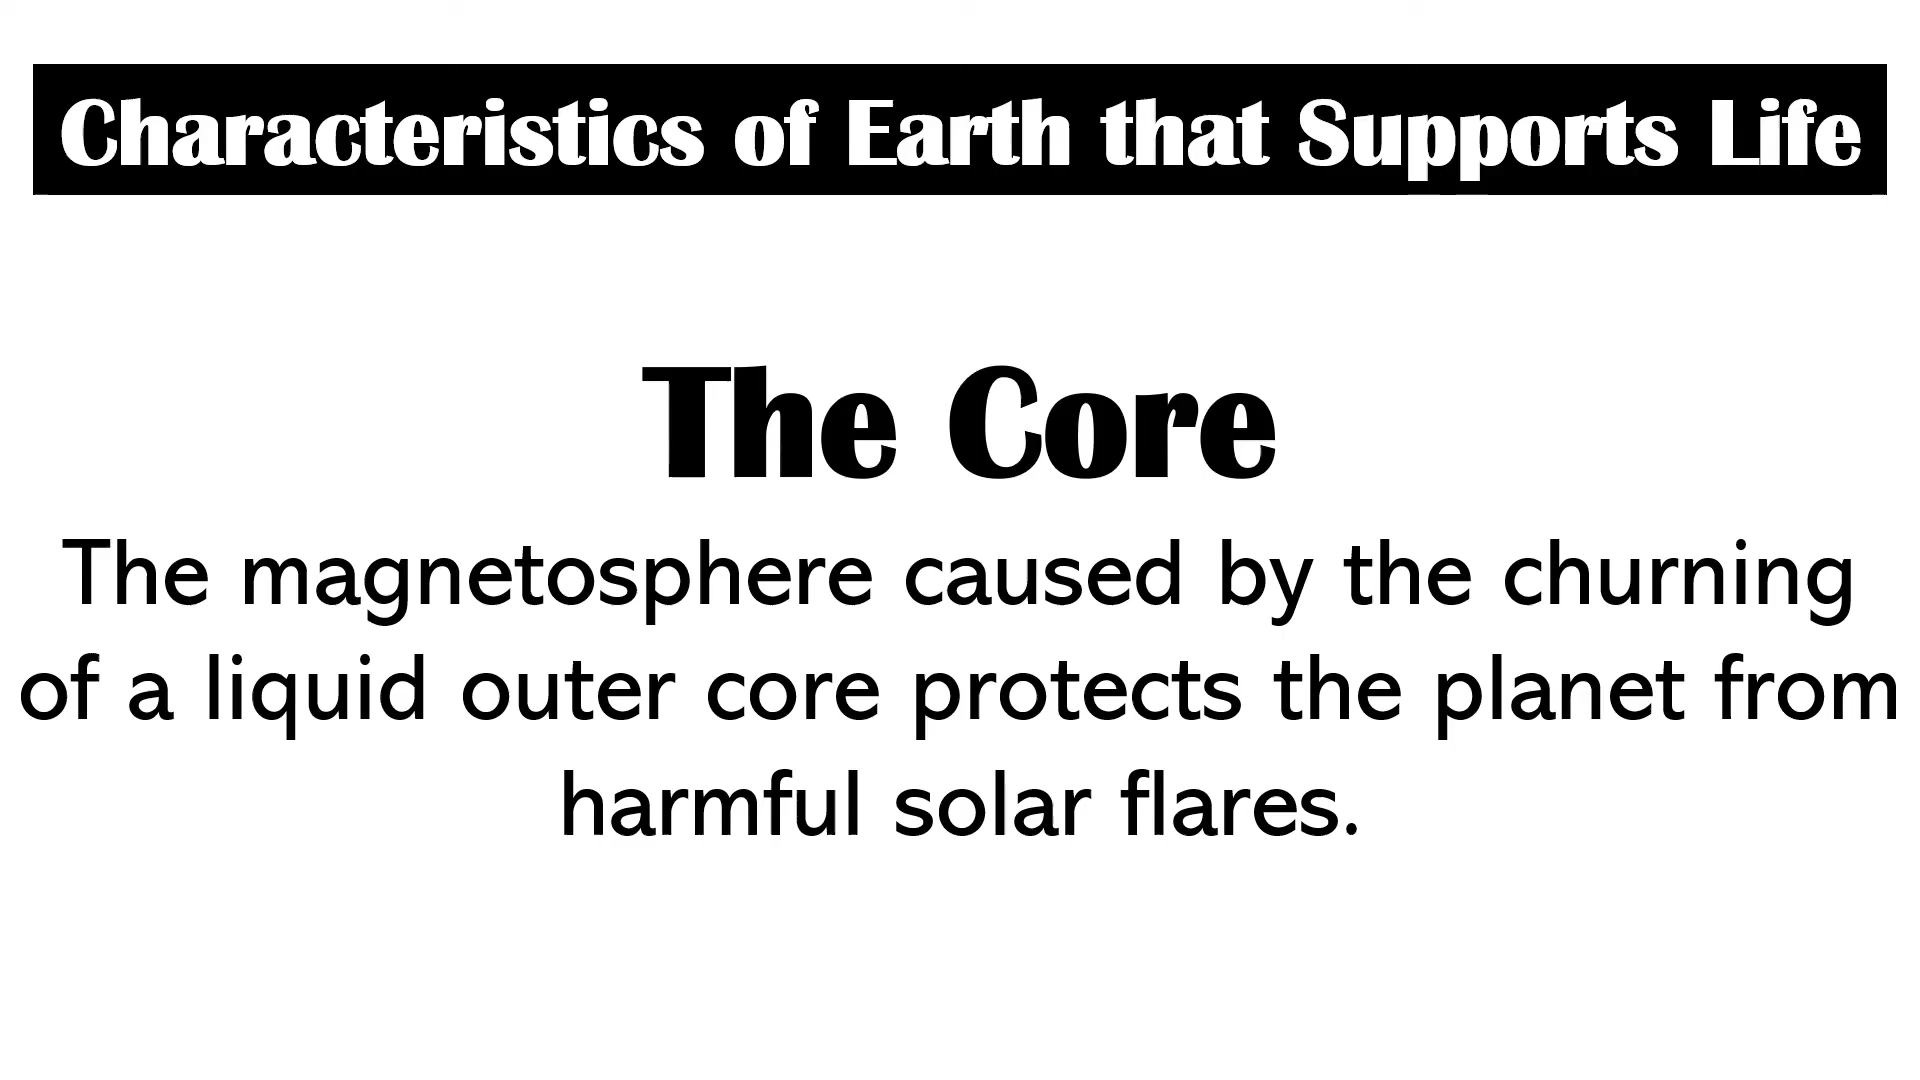 Characteristics of Earth that Supports Life
The Core
The magnetosphere caused by the churning
of a liquid outer core protects the planet from
harmful solar flares.